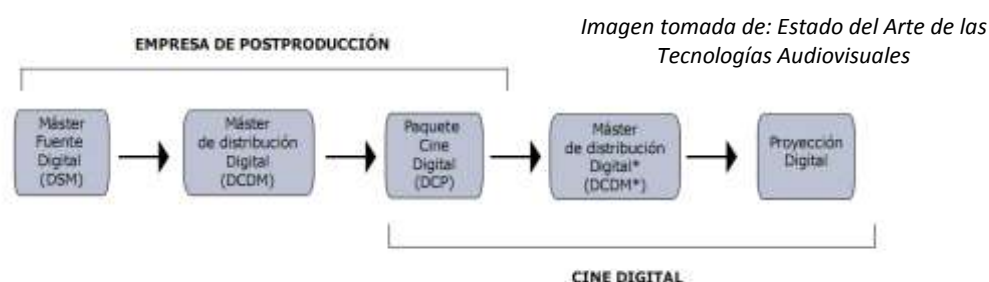 Imagen tomada de: Estado del Arte de las
Tecnologías Audiovisuales
EMPRESA DE POSTPRODUCCIÓN
Máster
Fuente
Digital
(DSM)
Máster
de distribución
Digital
(DCDM)
Paquete
Cine
Digital
(DCP)
Máster
de distribución
Digital*
(DCDM*)
Proyección
Digital
CINE DIGITAL